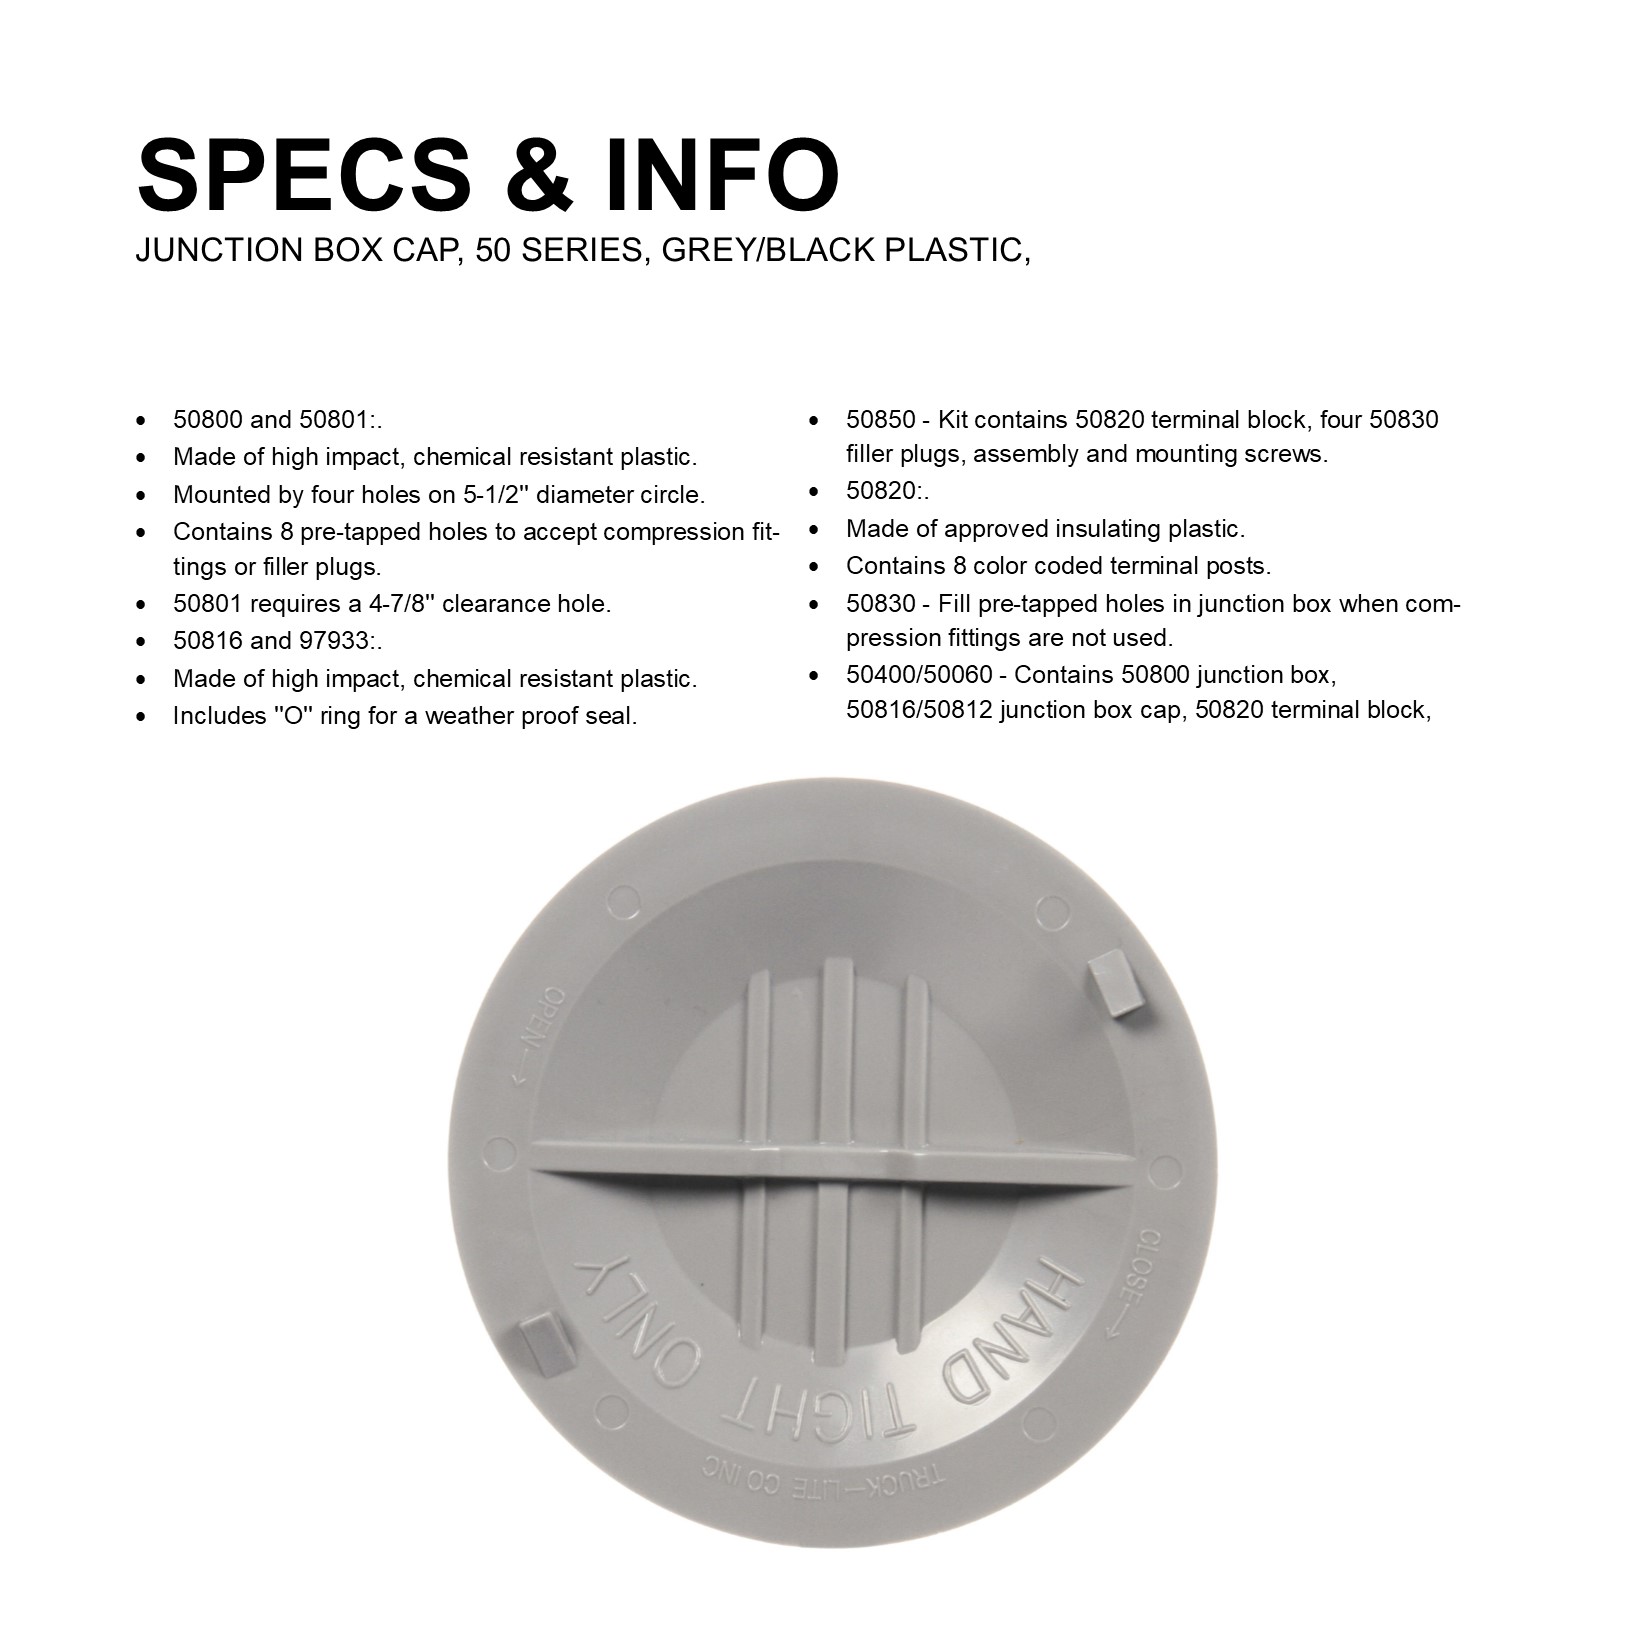 SPECS & INFO
JUNCTION BOX CAP, 50 SERIES, GREY/BLACK PLASTIC,
• 50800 and 50801:.
• Made of high impact, chemical resistant plastic.
• Mounted by four holes on 5-1/2" diameter circle.
• Contains 8 pre-tapped holes to accept compression fit-
tings or filler plugs.
• 50801 requires a 4-7/8" clearance hole.
• 50816 and 97933:.
• Made of high impact, chemical resistant plastic.
• Includes "O" ring for a weather proof seal.
• 50850 - Kit contains 50820 terminal block, four 50830
filler plugs, assembly and mounting screws.
• 50820:.
• Made of approved insulating plastic.
• Contains 8 color coded terminal posts.
• 50830 - Fill pre-tapped holes in junction box when com-
pression fittings are not used.
• 50400/50060 - Contains 50800 junction box,
50816/50812 junction box cap, 50820 terminal block,
OPEN→
CLOSE→
HAND TIGHT ONLY
TRUCK-LITE CO INC